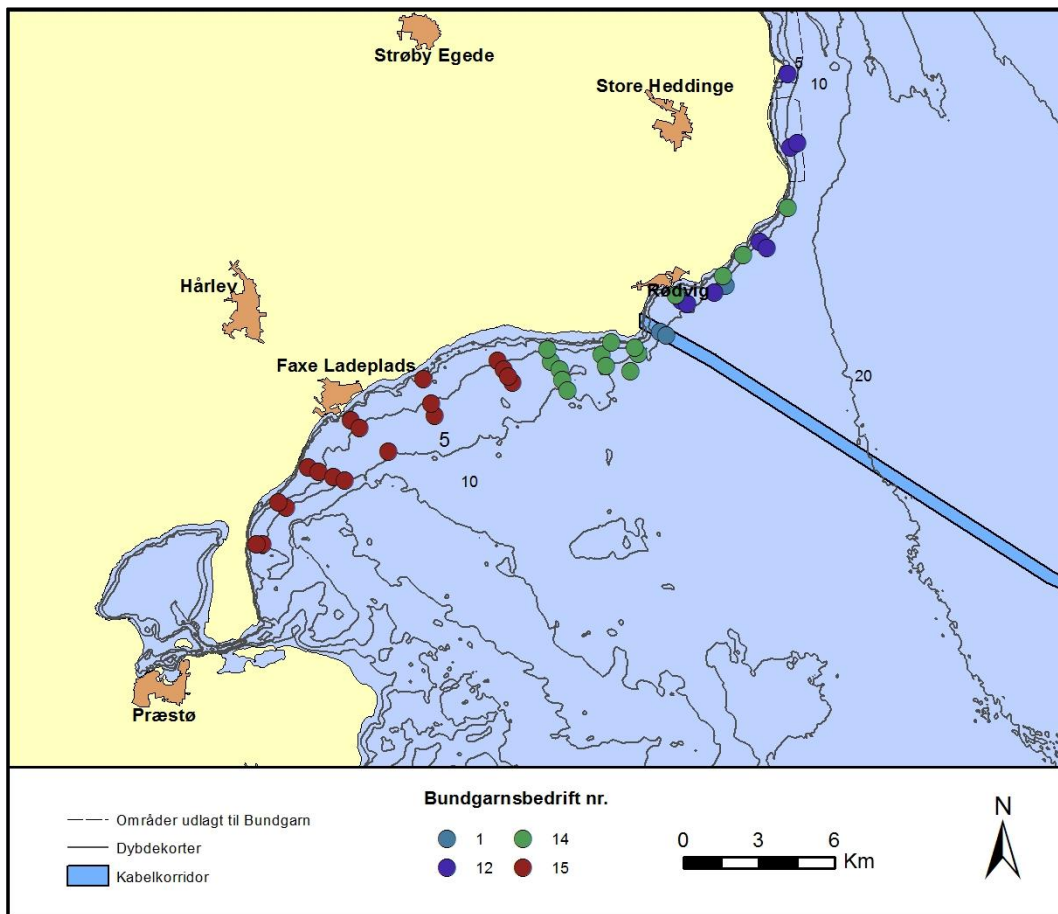 Strøby Egede
Store Heddinge
5
10
Hårlev
Rødvig
Faxe Ladeplads
20
5
10
Præstø
Bundgarnsbedrift nr.
Områder udlagt til Bundgarn
Dybdekorter
Kabelkorridor
1
14
12
15
0 3 6
Km
N